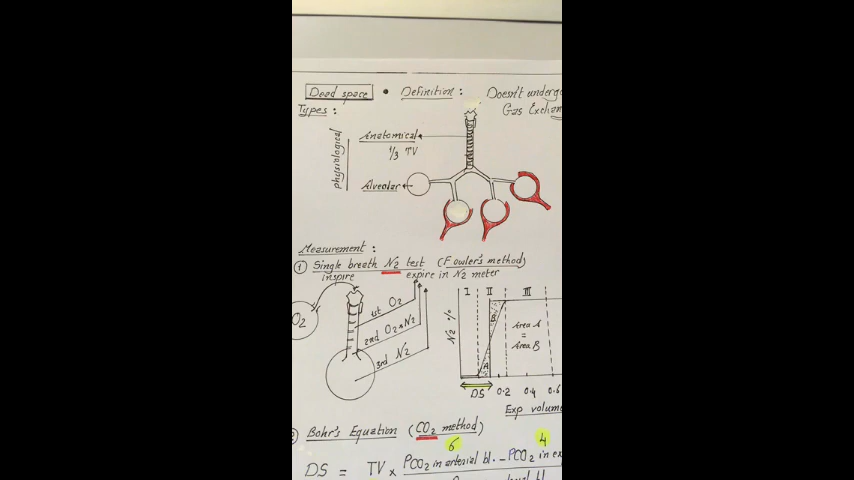 Dead space • Definition : Doesn't undergo
Types : Gas Exchan
physiological
Anatomical
1/3 TV
Alveolar
Measurement :
① Single breath N2 test (Fowler's method)
inspire expire in N2 meter
O2
1st O2
2nd O2 & N2
3rd N2
N2 %
I II III
B
A
Area A
=
Area B
DS 0.2 0.4 0.6
Exp volume
Bohr's Equation (CO2 method)
6 4
DS = TV x PCO2 in arterial bl. - PCO2 in ex